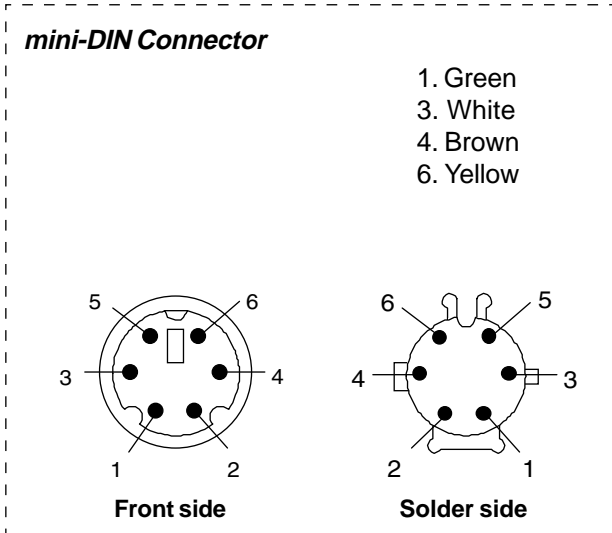 mini-DIN Connector
1. Green
3. White
4. Brown
6. Yellow
5 6
3 4
1 2
Front side
6 5
4 3
2 1
Solder side